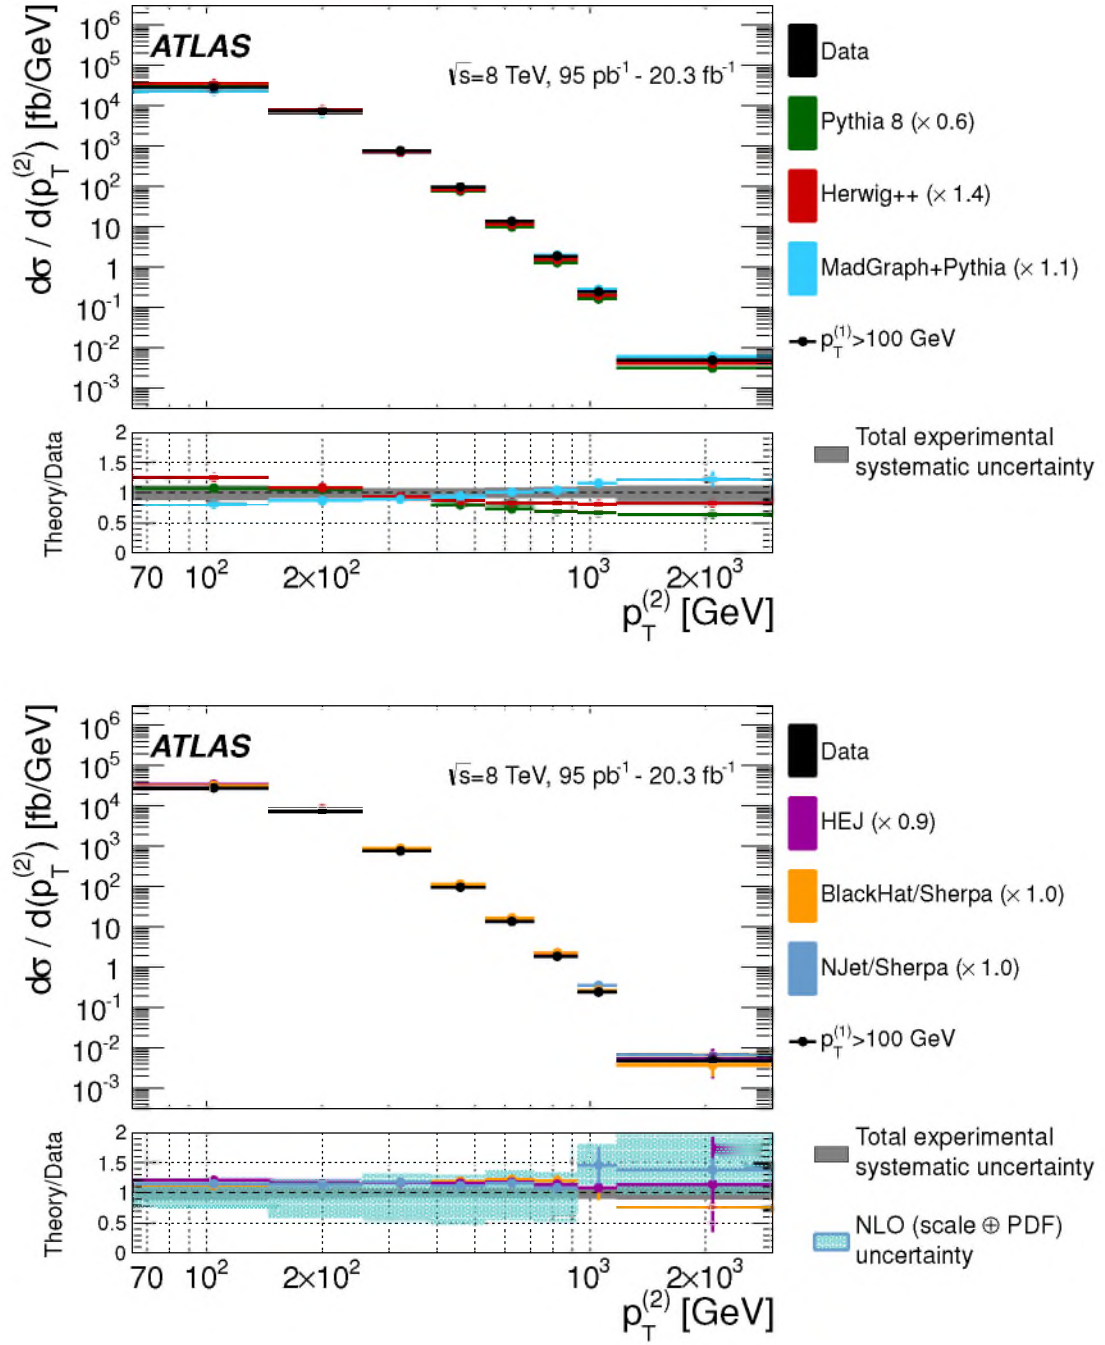 ATLAS
√s=8 TeV, 95 pb⁻¹ - 20.3 fb⁻¹
dσ / d(p_T^(2)) [fb/GeV]
10⁶
10⁵
10⁴
10³
10²
10
1
10⁻¹
10⁻²
10⁻³
Data
Pythia 8 (× 0.6)
Herwig++ (× 1.4)
MadGraph+Pythia (× 1.1)
p_T^(1)>100 GeV
Theory/Data
2
1.5
1
0.5
0
Total experimental
systematic uncertainty
70 10² 2×10² 10³ 2×10³
p_T^(2) [GeV]
ATLAS
√s=8 TeV, 95 pb⁻¹ - 20.3 fb⁻¹
dσ / d(p_T^(2)) [fb/GeV]
10⁶
10⁵
10⁴
10³
10²
10
1
10⁻¹
10⁻²
10⁻³
Data
HEJ (× 0.9)
BlackHat/Sherpa (× 1.0)
NJet/Sherpa (× 1.0)
p_T^(1)>100 GeV
Theory/Data
2
1.5
1
0.5
0
Total experimental
systematic uncertainty
NLO (scale ⊕ PDF)
uncertainty
70 10² 2×10² 10³ 2×10³
p_T^(2) [GeV]